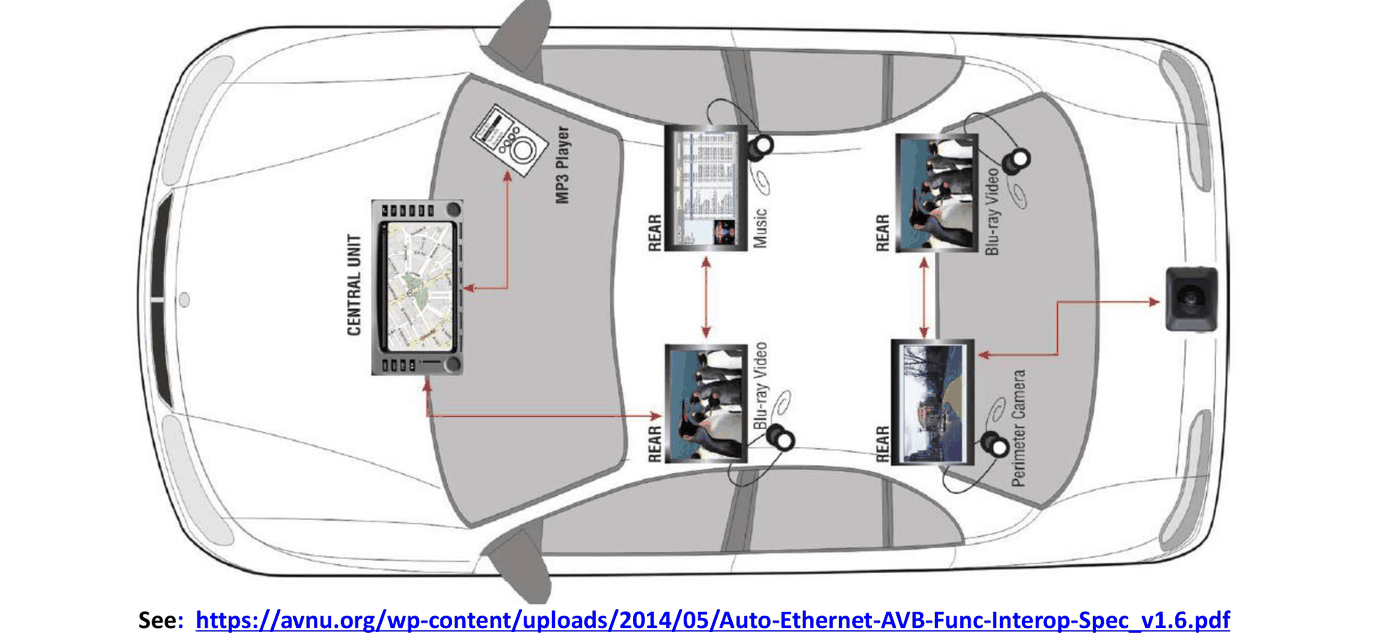 CENTRAL UNIT
MP3 Player
REAR
Music
REAR
Blu-ray Video
REAR
Blu-ray Video
REAR
Perimeter Camera
See: https://avnu.org/wp-content/uploads/2014/05/Auto-Ethernet-AVB-Func-Interop-Spec_v1.6.pdf